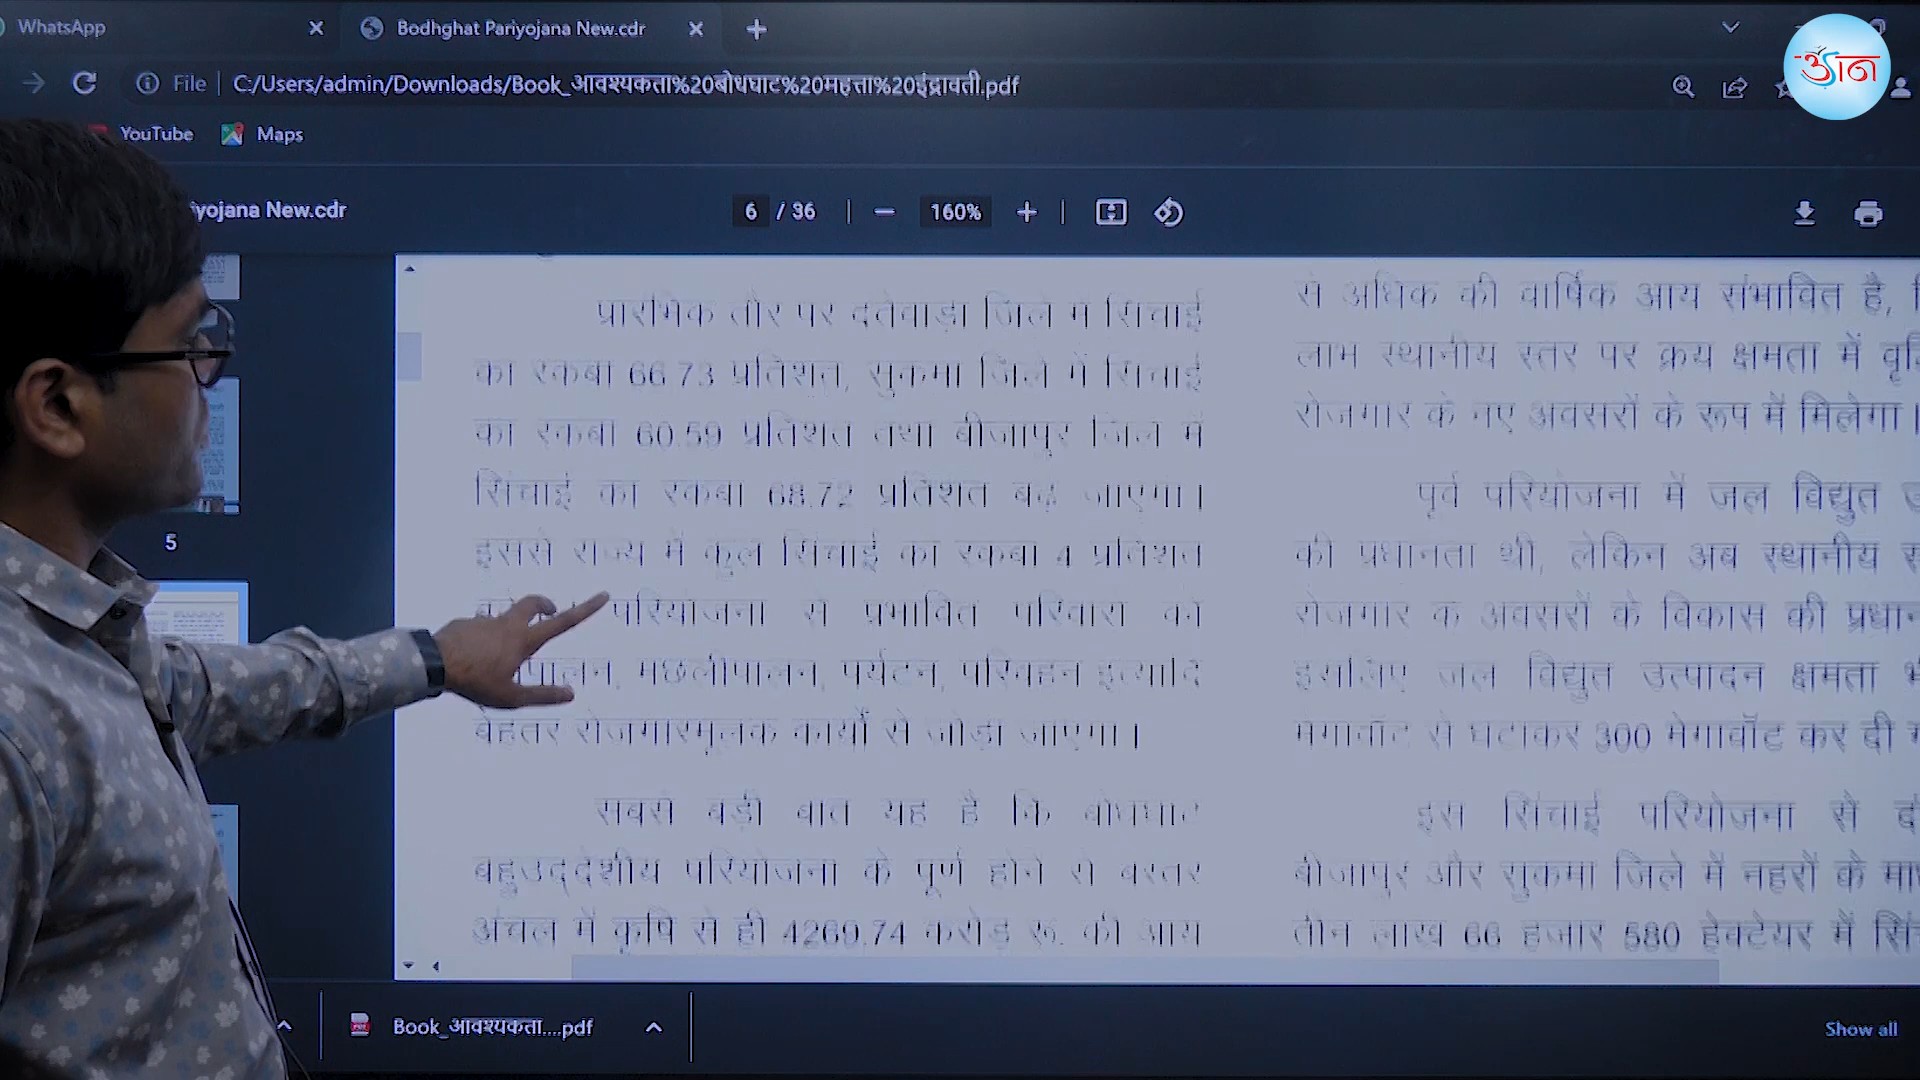 WhatsApp
Bodhghat Pariyojana New.cdr
File
C:/Users/admin/Downloads/Book_आवश्यकता%20बोधघाट%20महत्ता%20इंद्रावती.pdf
YouTube
Maps
iyojana New.cdr
6 / 36
160%
5
प्रारंभिक तौर पर दंतेवाड़ा जिले में सिंचाई
का रकबा 66.73 प्रतिशत, सुकमा जिले में सिंचाई
का रकबा 60.59 प्रतिशत तथा बीजापुर जिले में
सिंचाई का रकबा 68.72 प्रतिशत बढ़ जाएगा।
इससे राज्य में कुल सिंचाई का रकबा 4 प्रतिशत
परियोजना से प्रभावित परिवारों को
पालन, मछलीपालन, पर्यटन, परिवहन इत्यादि
बेहतर रोजगारमूलक कार्यों से जोड़ा जाएगा।
सबसे बड़ी बात यह है कि बोधघाट
बहुउद्देशीय परियोजना के पूर्ण होने से बस्तर
अंचल में कृषि से ही 4260.74 करोड़ रू. की आय
से अधिक की वार्षिक आय संभावित है,
लाभ स्थानीय स्तर पर क्रय क्षमता में
रोजगार के नए अवसरों के रूप में मिलेगा।
पूर्व परियोजना में जल विद्युत
की प्रधानता थी, लेकिन अब स्थानीय
रोजगार के अवसरों के विकास की
इसलिए जल विद्युत उत्पादन क्षमता
मेगावॉट से घटाकर 300 मेगावॉट कर दी
इस सिंचाई परियोजना से
बीजापुर और सुकमा जिले में नहरों के
तीन लाख 66 हजार 580 हेक्टेयर में
Book_आवश्यकता....pdf
Show all